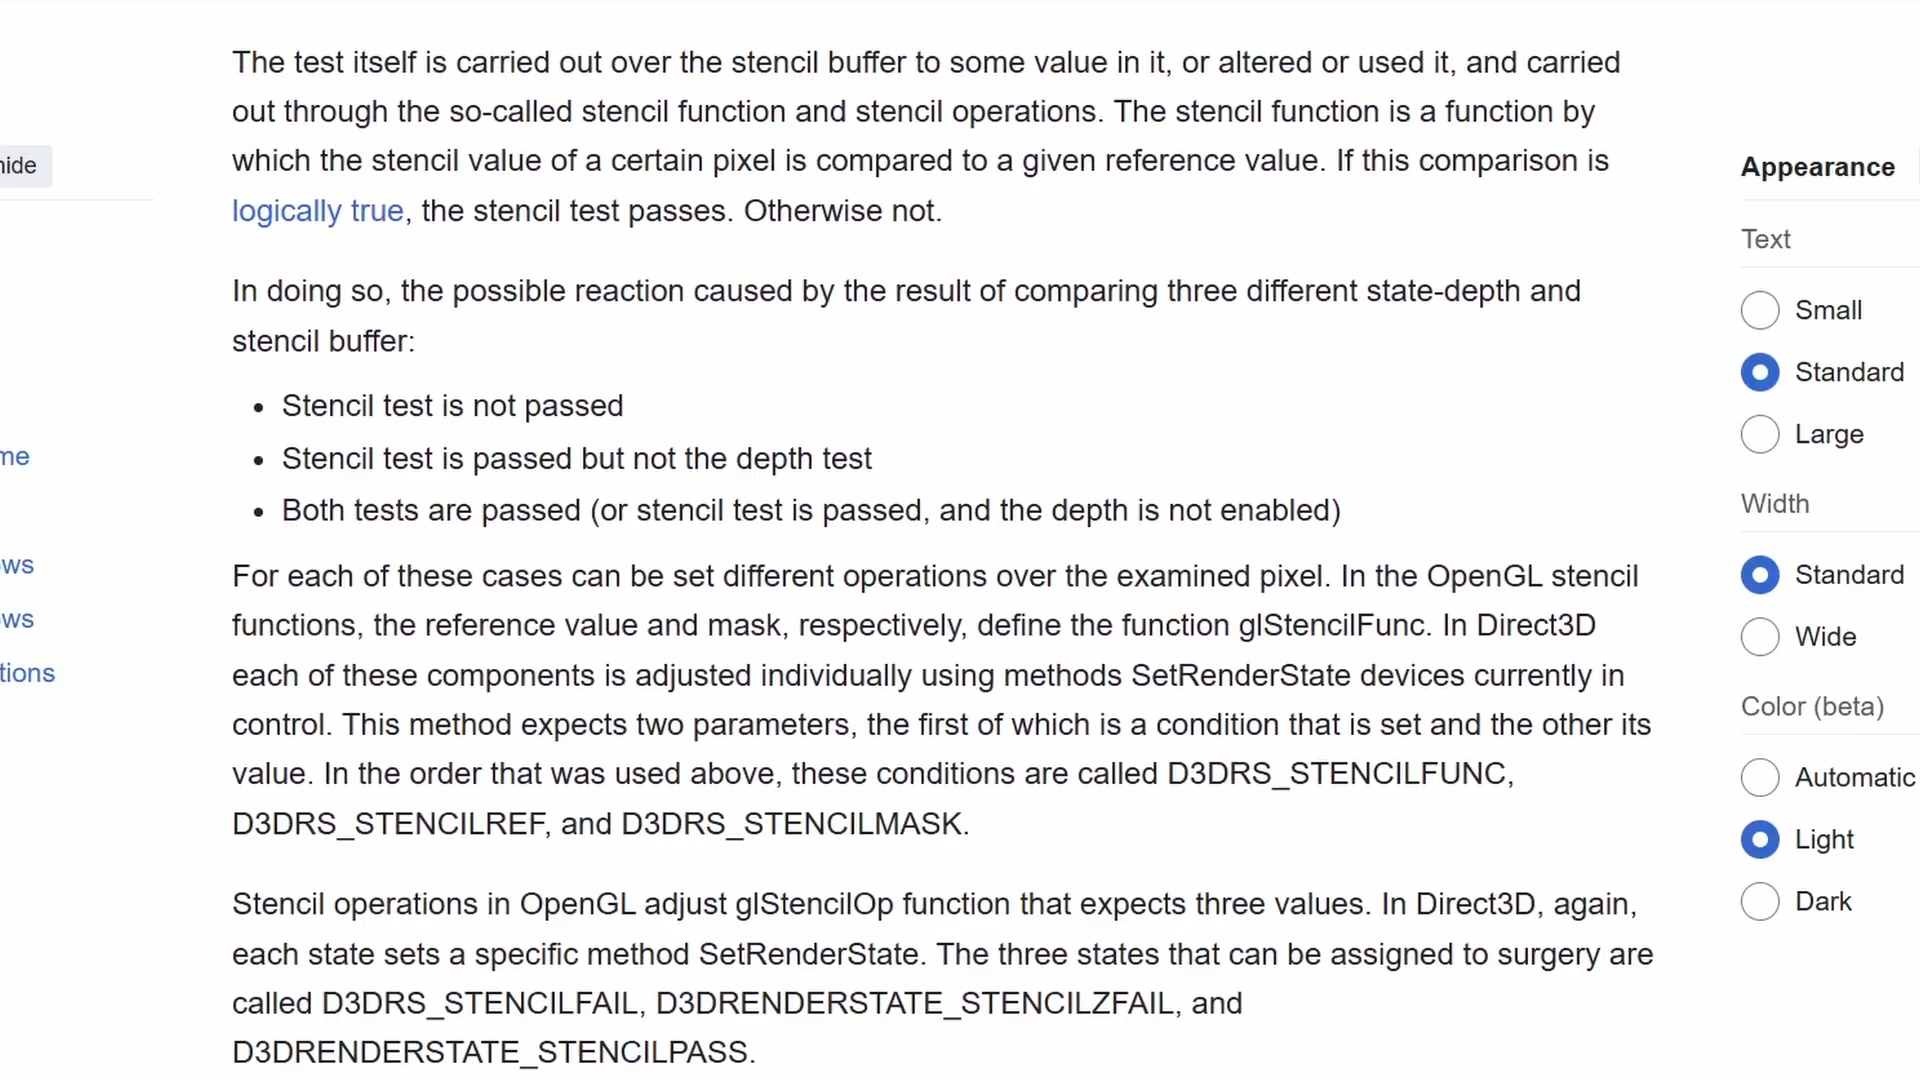 The test itself is carried out over the stencil buffer to some value in it, or altered or used it, and carried
out through the so-called stencil function and stencil operations. The stencil function is a function by
which the stencil value of a certain pixel is compared to a given reference value. If this comparison is
logically true, the stencil test passes. Otherwise not.
In doing so, the possible reaction caused by the result of comparing three different state-depth and
stencil buffer:
• Stencil test is not passed
• Stencil test is passed but not the depth test
• Both tests are passed (or stencil test is passed, and the depth is not enabled)
For each of these cases can be set different operations over the examined pixel. In the OpenGL stencil
functions, the reference value and mask, respectively, define the function glStencilFunc. In Direct3D
each of these components is adjusted individually using methods SetRenderState devices currently in
control. This method expects two parameters, the first of which is a condition that is set and the other its
value. In the order that was used above, these conditions are called D3DRS_STENCILFUNC,
D3DRS_STENCILREF, and D3DRS_STENCILMASK.
Stencil operations in OpenGL adjust glStencilOp function that expects three values. In Direct3D, again,
each state sets a specific method SetRenderState. The three states that can be assigned to surgery are
called D3DRS_STENCILFAIL, D3DRENDERSTATE_STENCILZFAIL, and
D3DRENDERSTATE_STENCILPASS.
hide
me
ows
ows
tions
Appearance
Text
Small
Standard
Large
Width
Standard
Wide
Color (beta)
Automatic
Light
Dark